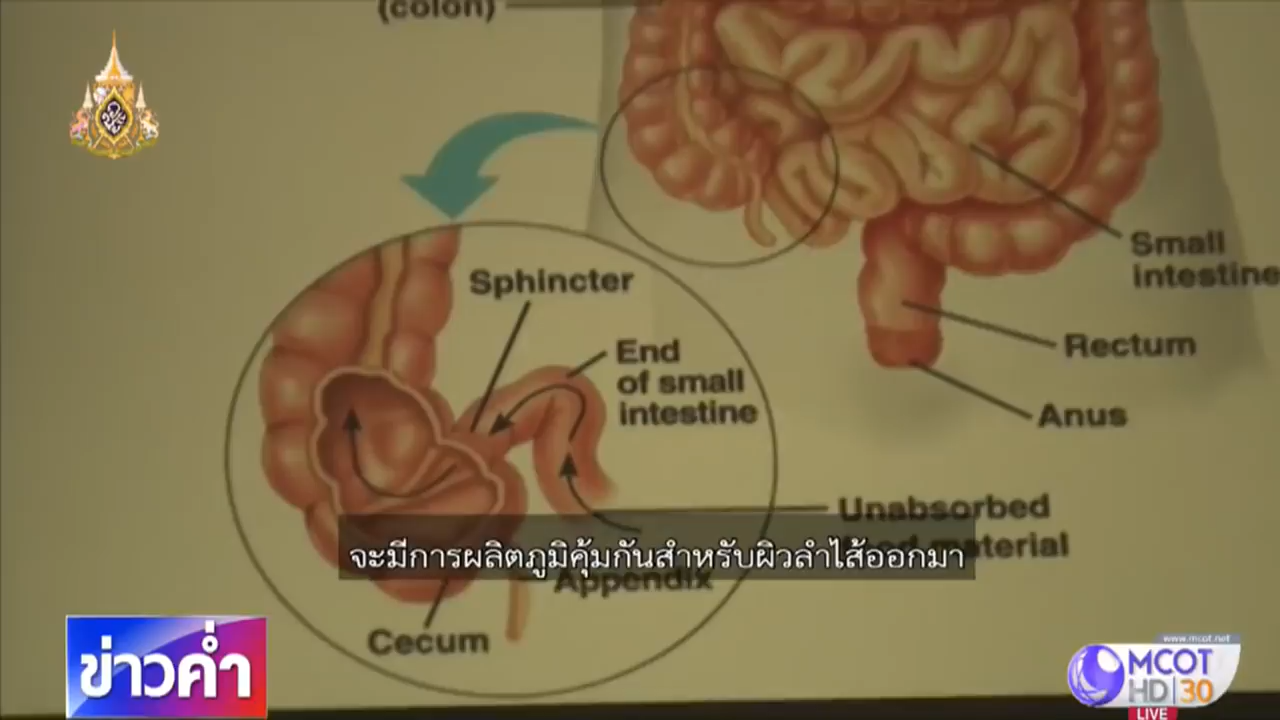 (colon)
Small
intestine
Sphincter
End
of small
intestine
Rectum
Anus
Unabsorbed
material
จะมีการผลิตภูมิคุ้มกันสำหรับผิวลำไส้ออกมา
Appendix
Cecum
ข่าวค่ำ
www.mcot.net
MCOT
HD 30
LIVE